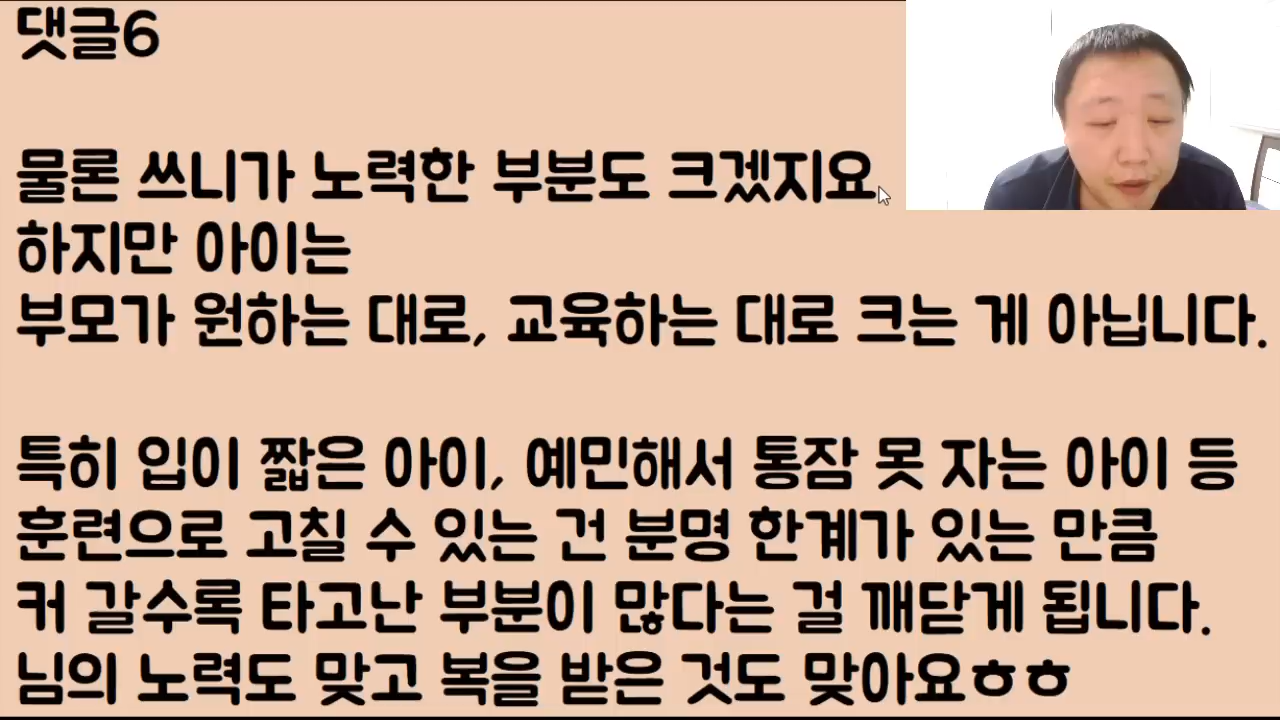 댓글6
물론 쓰니가 노력한 부분도 크겠지요
하지만 아이는
부모가 원하는 대로, 교육하는 대로 크는 게 아닙니다.
특히 입이 짧은 아이, 예민해서 통잠 못 자는 아이 등
훈련으로 고칠 수 있는 건 분명 한계가 있는 만큼
커 갈수록 타고난 부분이 많다는 걸 깨닫게 됩니다.
님의 노력도 맞고 복을 받은 것도 맞아요ㅎㅎ